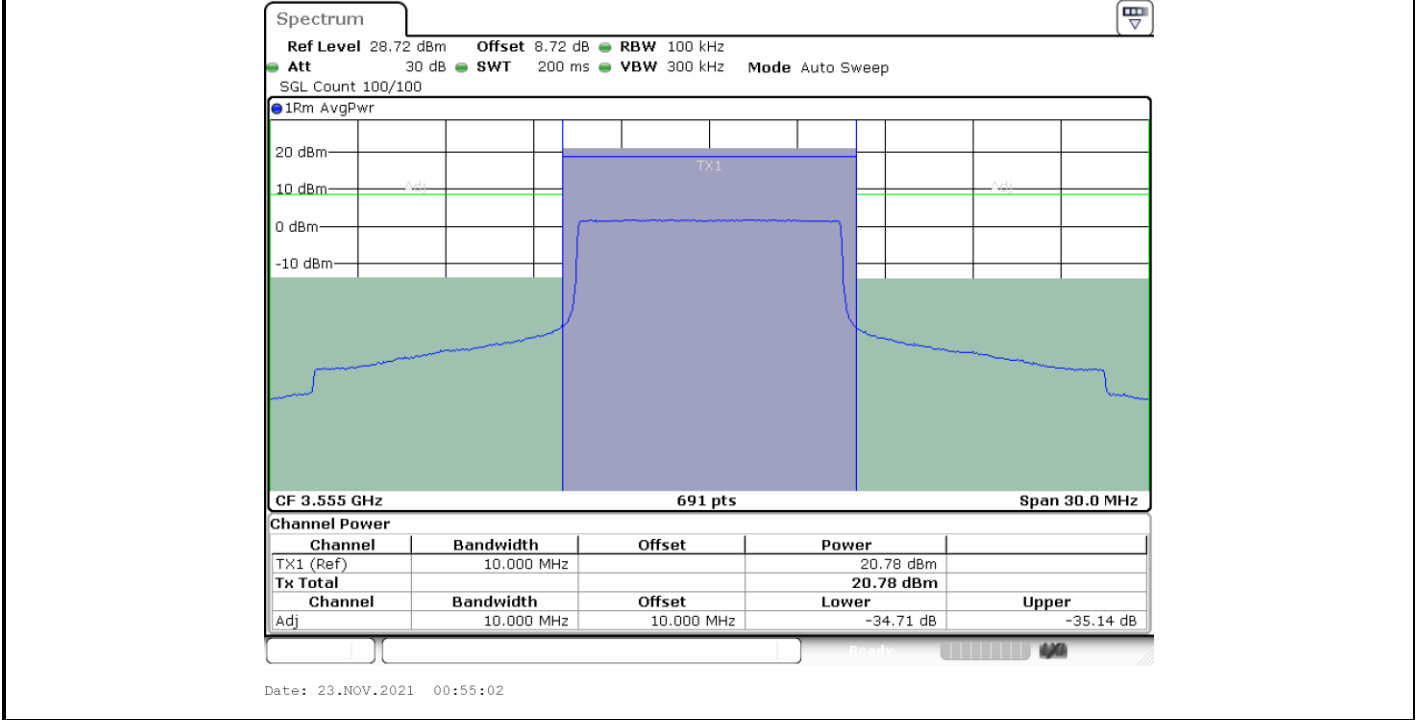 Spectrum
Ref Level 28.72 dBm Offset 8.72 dB RBW 100 kHz
Att 30 dB SWT 200 ms VBW 300 kHz Mode Auto Sweep
SGL Count 100/100
1Rm AvgPwr
20 dBm
TX1
10 dBm Adj Adj
0 dBm
-10 dBm
CF 3.555 GHz 691 pts Span 30.0 MHz
Channel Power
Channel Bandwidth Offset Power
TX1 (Ref) 10.000 MHz 20.78 dBm
Tx Total 20.78 dBm
Channel Bandwidth Offset Lower Upper
Adj 10.000 MHz 10.000 MHz -34.71 dB -35.14 dB
Ready
Date: 23.NOV.2021 00:55:02